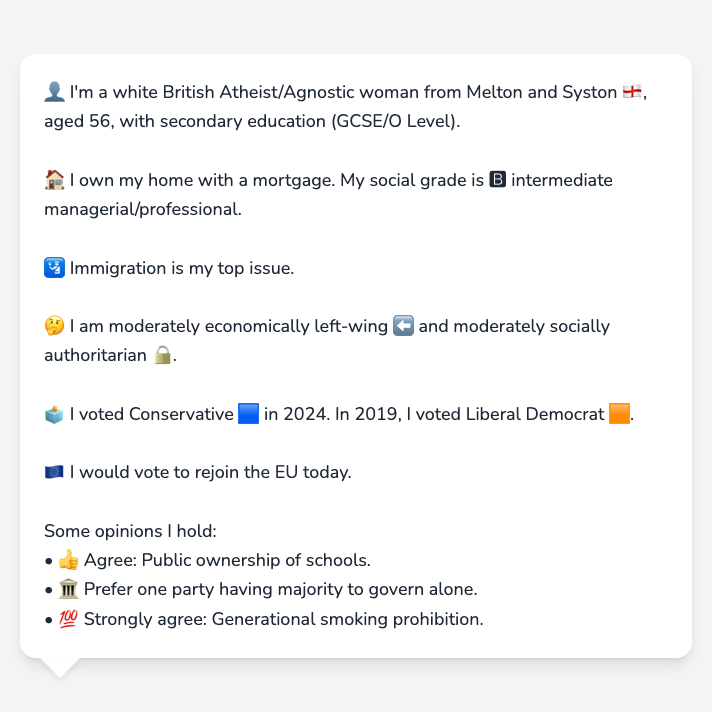 👤 I'm a white British Atheist/Agnostic woman from Melton and Syston 🏴󠁧󠁢󠁥󠁮󠁧󠁿,
aged 56, with secondary education (GCSE/O Level).
🏠 I own my home with a mortgage. My social grade is 🅱 intermediate
managerial/professional.
🛂 Immigration is my top issue.
🤔 I am moderately economically left-wing ⬅️ and moderately socially
authoritarian 🔒.
🗳️ I voted Conservative 🟦 in 2024. In 2019, I voted Liberal Democrat 🟧.
🇪🇺 I would vote to rejoin the EU today.
Some opinions I hold:
• 👍 Agree: Public ownership of schools.
• 🏛️ Prefer one party having majority to govern alone.
• 💯 Strongly agree: Generational smoking prohibition.